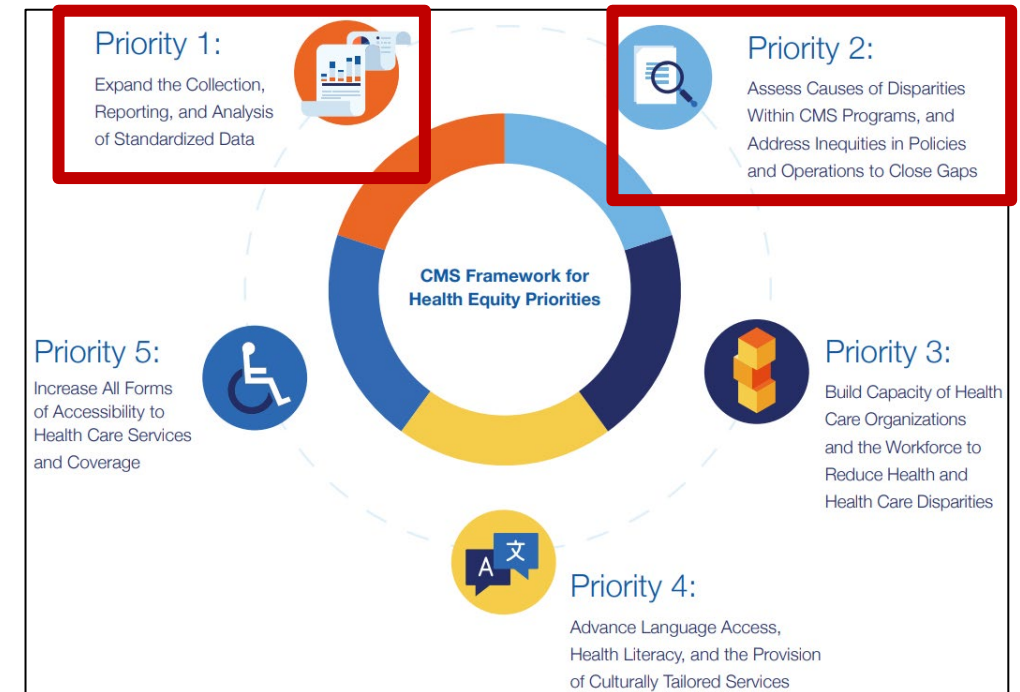 Priority 1:
Expand the Collection,
Reporting, and Analysis
of Standardized Data
Priority 2:
Assess Causes of Disparities
Within CMS Programs, and
Address Inequities in Policies
and Operations to Close Gaps
CMS Framework for
Health Equity Priorities
Priority 3:
Build Capacity of Health
Care Organizations
and the Workforce to
Reduce Health and
Health Care Disparities
Priority 4:
Advance Language Access,
Health Literacy, and the Provision
of Culturally Tailored Services
A 文
Priority 5:
Increase All Forms
of Accessibility to
Health Care Services
and Coverage